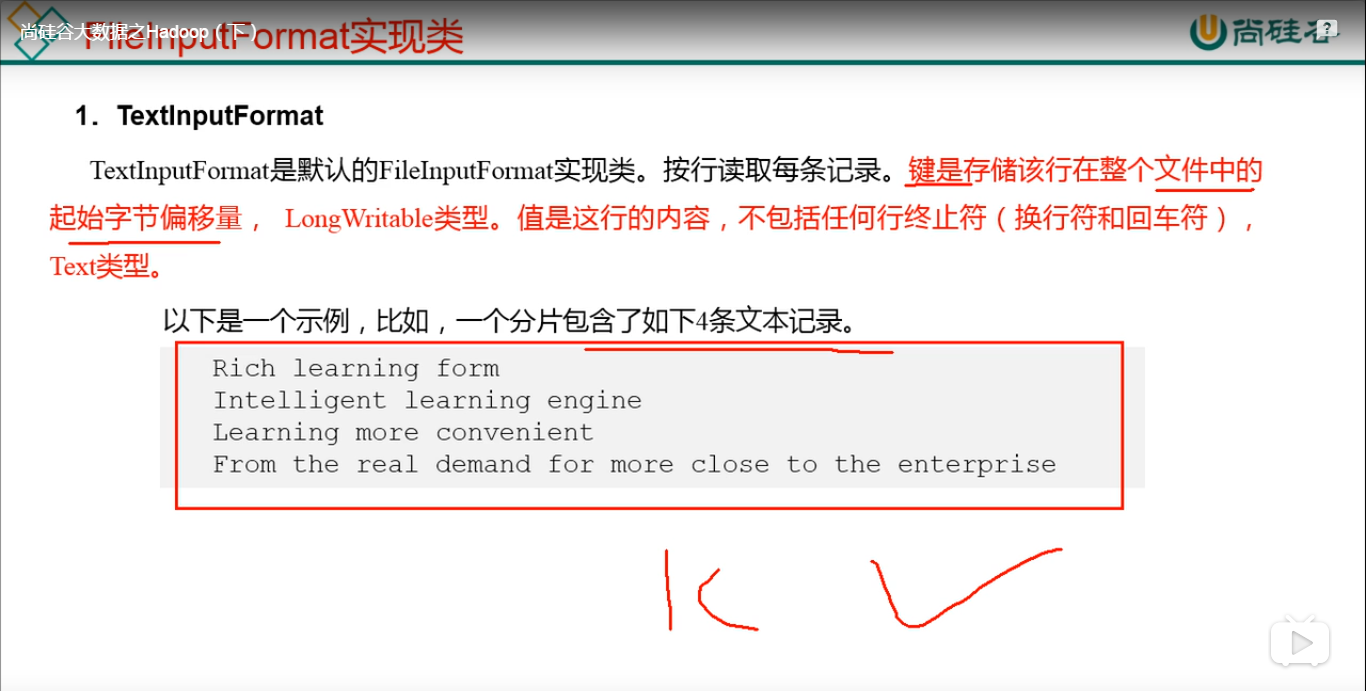 尚硅谷大数据之Hadoop（下）
FileInputFormat实现类
尚硅谷
?
1. TextInputFormat
TextInputFormat是默认的FileInputFormat实现类。按行读取每条记录。键是存储该行在整个文件中的
起始字节偏移量， LongWritable类型。值是这行的内容，不包括任何行终止符（换行符和回车符），
Text类型。
以下是一个示例，比如，一个分片包含了如下4条文本记录。
Rich learning form
Intelligent learning engine
Learning more convenient
From the real demand for more close to the enterprise
K V